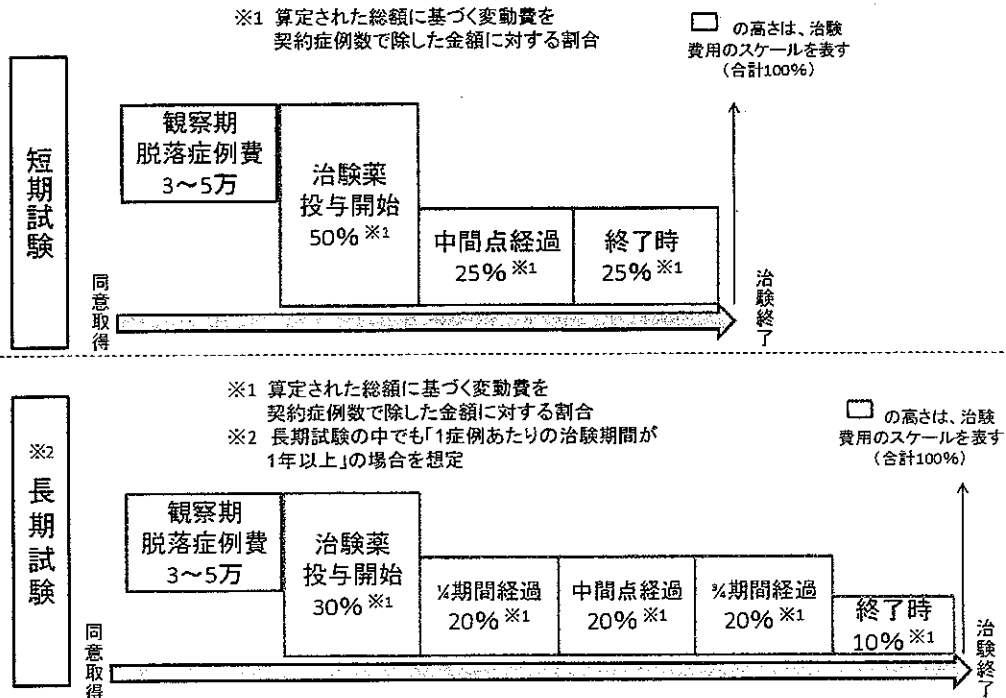 ※1 算定された総額に基づく変動費を
契約症例数で除した金額に対する割合
の高さは、治験
費用のスケールを表す
(合計100%)
短期試験
観察期
脱落症例費
3～5万
治験薬
投与開始
50% ※1
中間点経過
25% ※1
終了時
25% ※1
同意取得
治験終了
※1 算定された総額に基づく変動費を
契約症例数で除した金額に対する割合
※2 長期試験の中でも「1症例あたりの治験期間が
1年以上」の場合を想定
の高さは、治験
費用のスケールを表す
(合計100%)
※2
長期試験
観察期
脱落症例費
3～5万
治験薬
投与開始
30% ※1
¼期間経過
20% ※1
中間点経過
20% ※1
¾期間経過
20% ※1
終了時
10% ※1
同意取得
治験終了